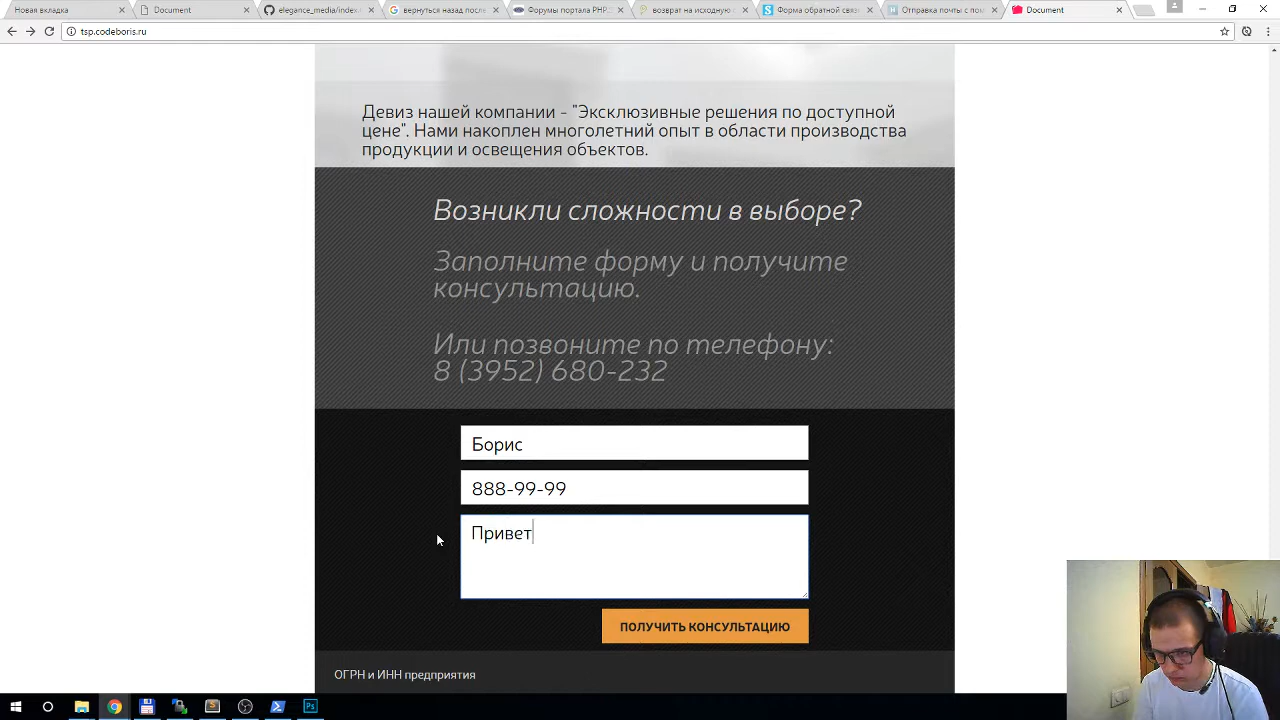 Новая вкладка
Document
elegance_media/index.r
вернуться назад после
Форумы портала PHP.
возврат на исходную
Форма обратной связ
Отправка почты с пом
Document
tsp.codeboris.ru
Девиз нашей компании - "Эксклюзивные решения по доступной
цене". Нами накоплен многолетний опыт в области производства
продукции и освещения объектов.
Возникли сложности в выборе?
Заполните форму и получите
консультацию.
Или позвоните по телефону:
8 (3952) 680-232
Борис
888-99-99
Привет
ПОЛУЧИТЬ КОНСУЛЬТАЦИЮ
ОГРН и ИНН предприятия